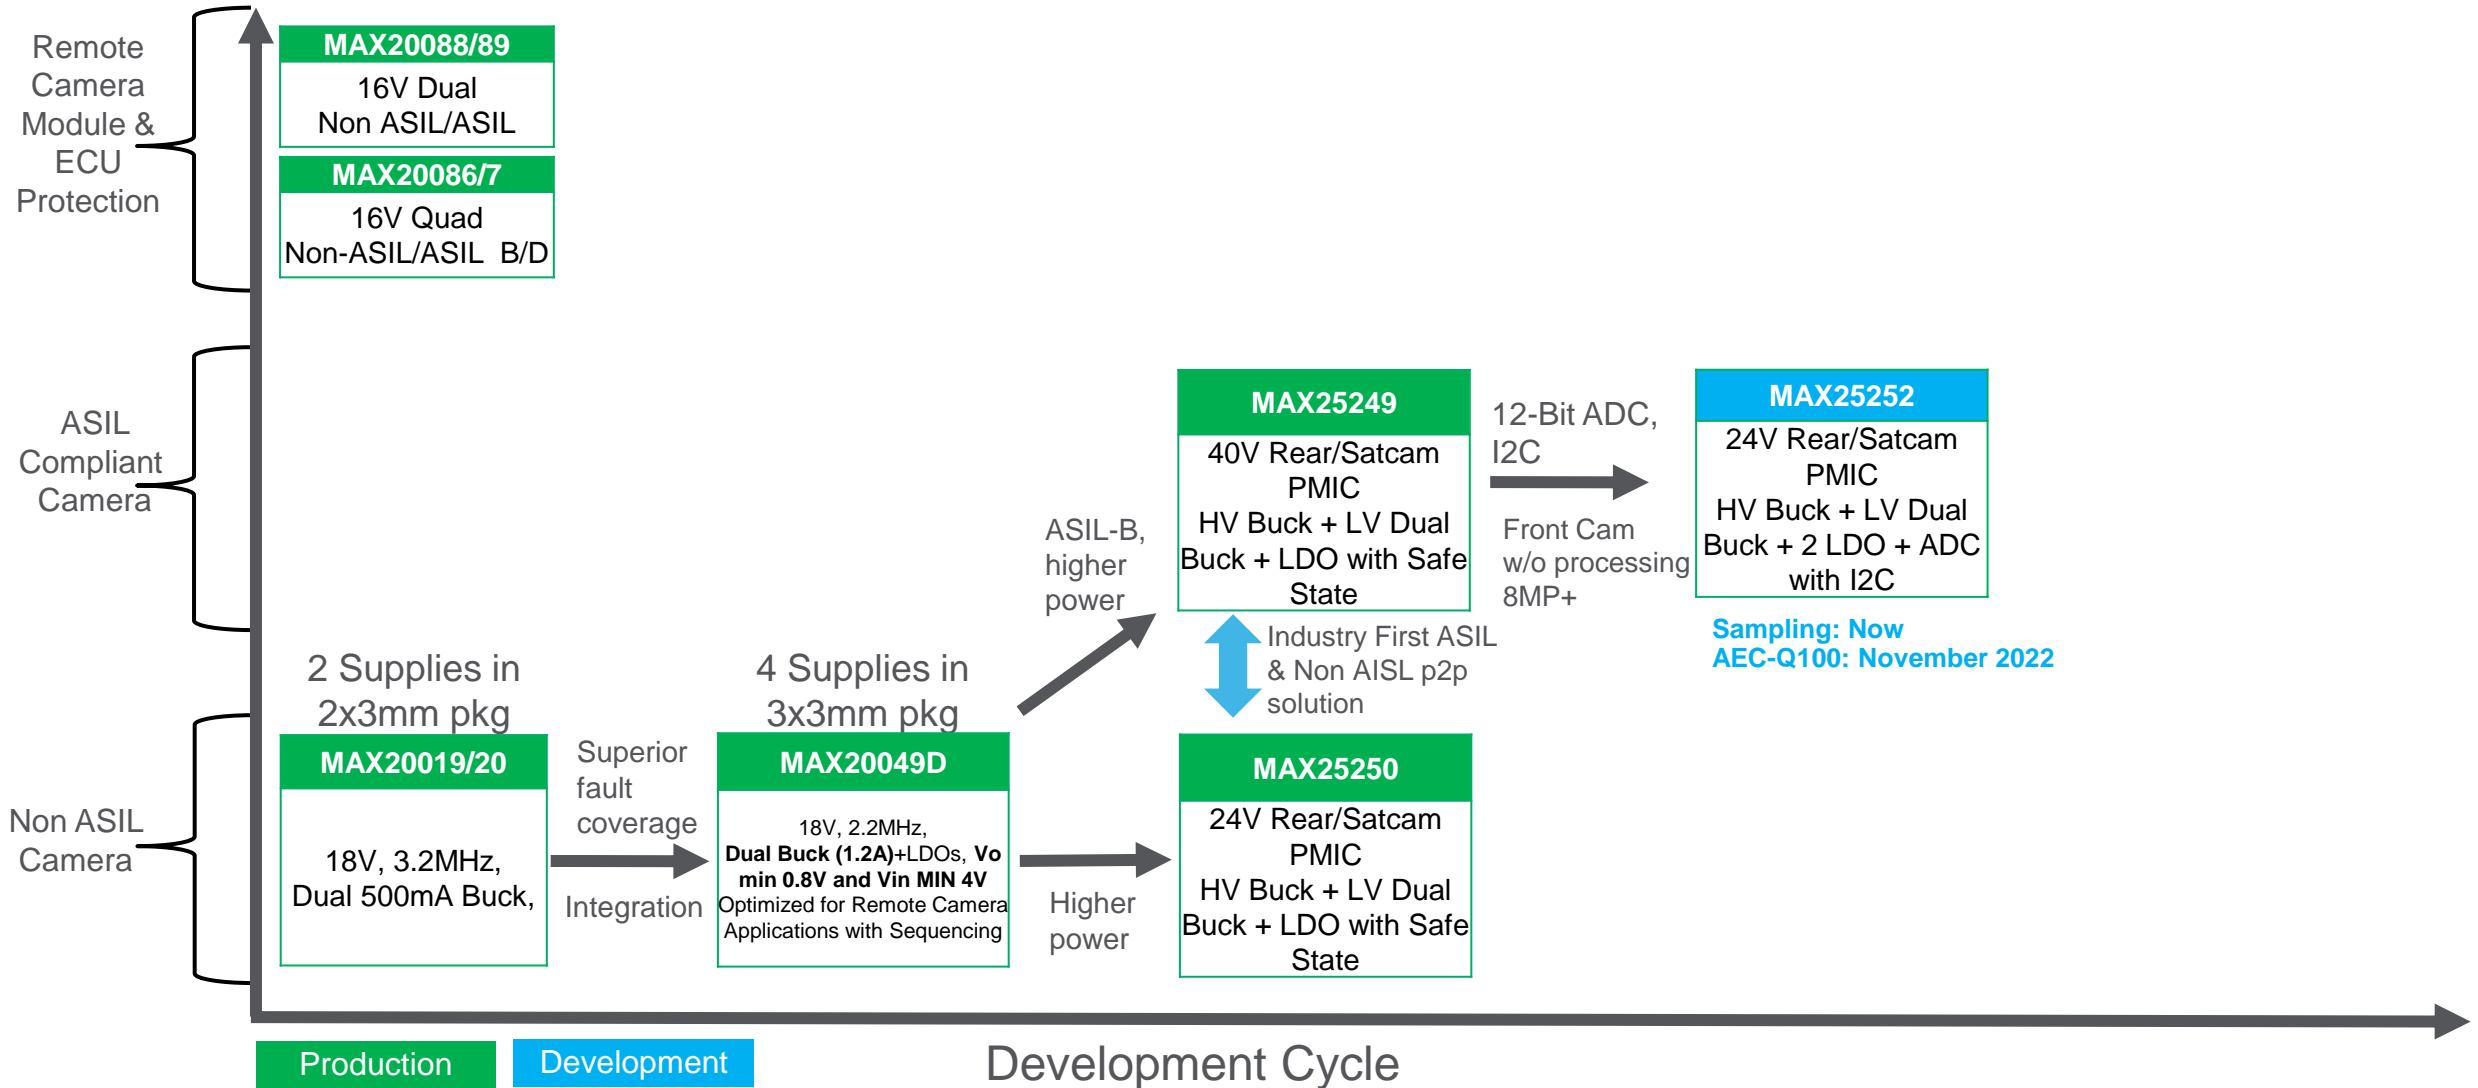 Remote
Camera
Module &
ECU
Protection
MAX20088/89
16V Dual
Non ASIL/ASIL
MAX20086/7
16V Quad
Non-ASIL/ASIL B/D
ASIL
Compliant
Camera
ASIL-B,
higher
power
MAX25249
40V Rear/Satcam
PMIC
HV Buck + LV Dual
Buck + LDO with Safe
State
12-Bit ADC,
I2C
Front Cam
w/o processing
8MP+
MAX25252
24V Rear/Satcam
PMIC
HV Buck + LV Dual
Buck + 2 LDO + ADC
with I2C
Sampling: Now
AEC-Q100: November 2022
Industry First ASIL
& Non AISL p2p
solution
Non ASIL
Camera
2 Supplies in
2x3mm pkg
MAX20019/20
18V, 3.2MHz,
Dual 500mA Buck,
Superior
fault
coverage
Integration
4 Supplies in
3x3mm pkg
MAX20049D
18V, 2.2MHz,
Dual Buck (1.2A)+LDOs, Vo
min 0.8V and Vin MIN 4V
Optimized for Remote Camera
Applications with Sequencing
Higher
power
MAX25250
24V Rear/Satcam
PMIC
HV Buck + LV Dual
Buck + LDO with Safe
State
Production
Development
Development Cycle